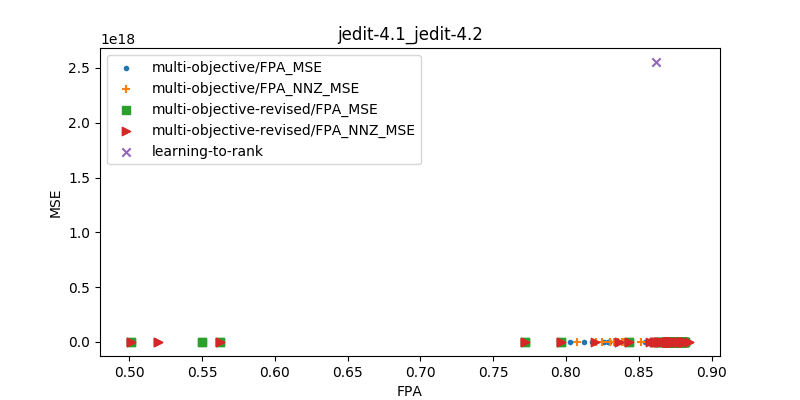 jedit-4.1_jedit-4.2
1e18
multi-objective/FPA_MSE
multi-objective/FPA_NNZ_MSE
multi-objective-revised/FPA_MSE
multi-objective-revised/FPA_NNZ_MSE
learning-to-rank
2.5
2.0
1.5
1.0
0.5
0.0
MSE
0.50 0.55 0.60 0.65 0.70 0.75 0.80 0.85 0.90
FPA